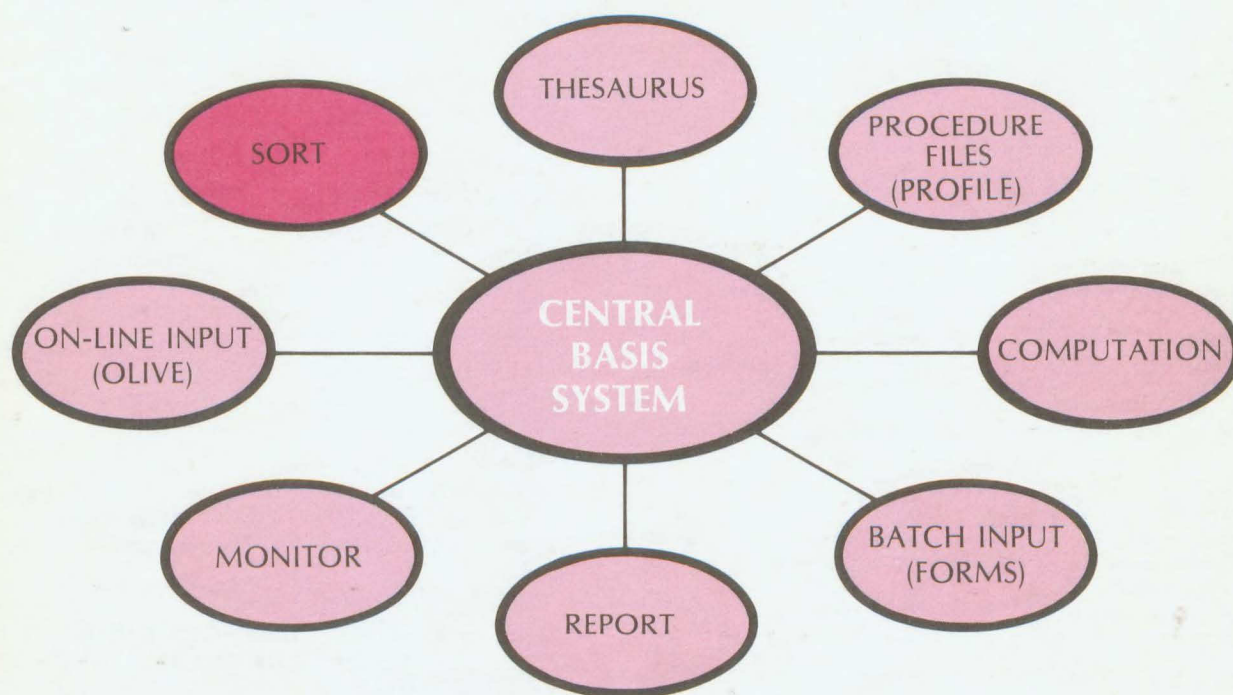 THESAURUS
PROCEDURE
FILES
(PROFILE)
SORT
CENTRAL
BASIS
SYSTEM
ON-LINE INPUT
(OLIVE)
COMPUTATION
MONITOR
BATCH INPUT
(FORMS)
REPORT